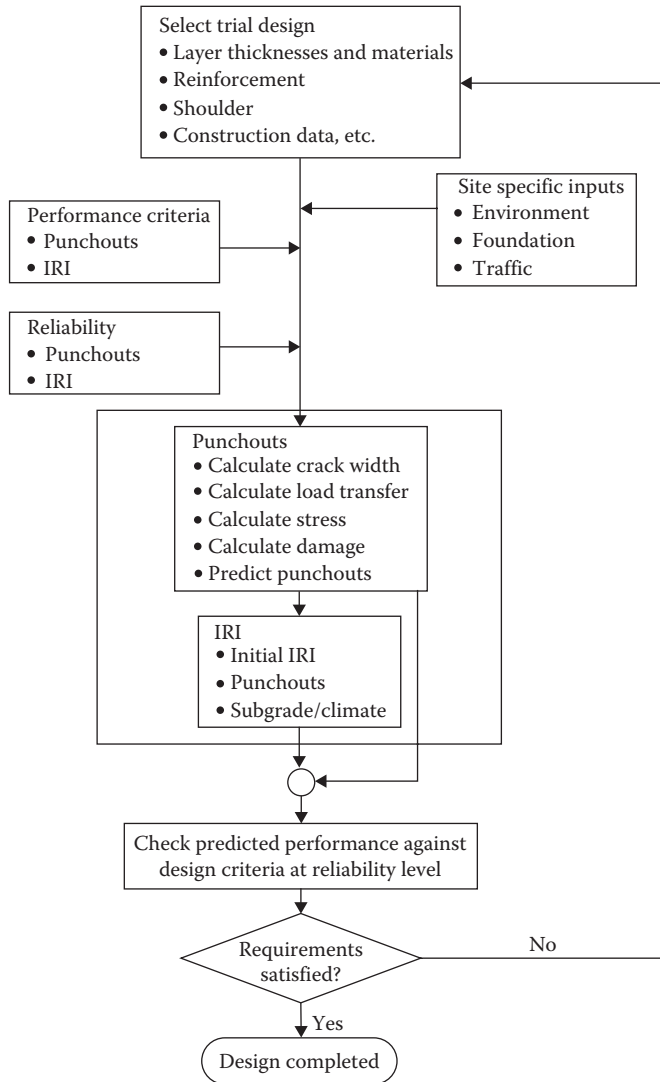 Select trial design
• Layer thicknesses and materials
• Reinforcement
• Shoulder
• Construction data, etc.
Site specific inputs
• Environment
• Foundation
• Traffic
Performance criteria
• Punchouts
• IRI
Reliability
• Punchouts
• IRI
Punchouts
• Calculate crack width
• Calculate load transfer
• Calculate stress
• Calculate damage
• Predict punchouts
IRI
• Initial IRI
• Punchouts
• Subgrade/climate
Check predicted performance against
design criteria at reliability level
Requirements
satisfied?
No
Yes
Design completed